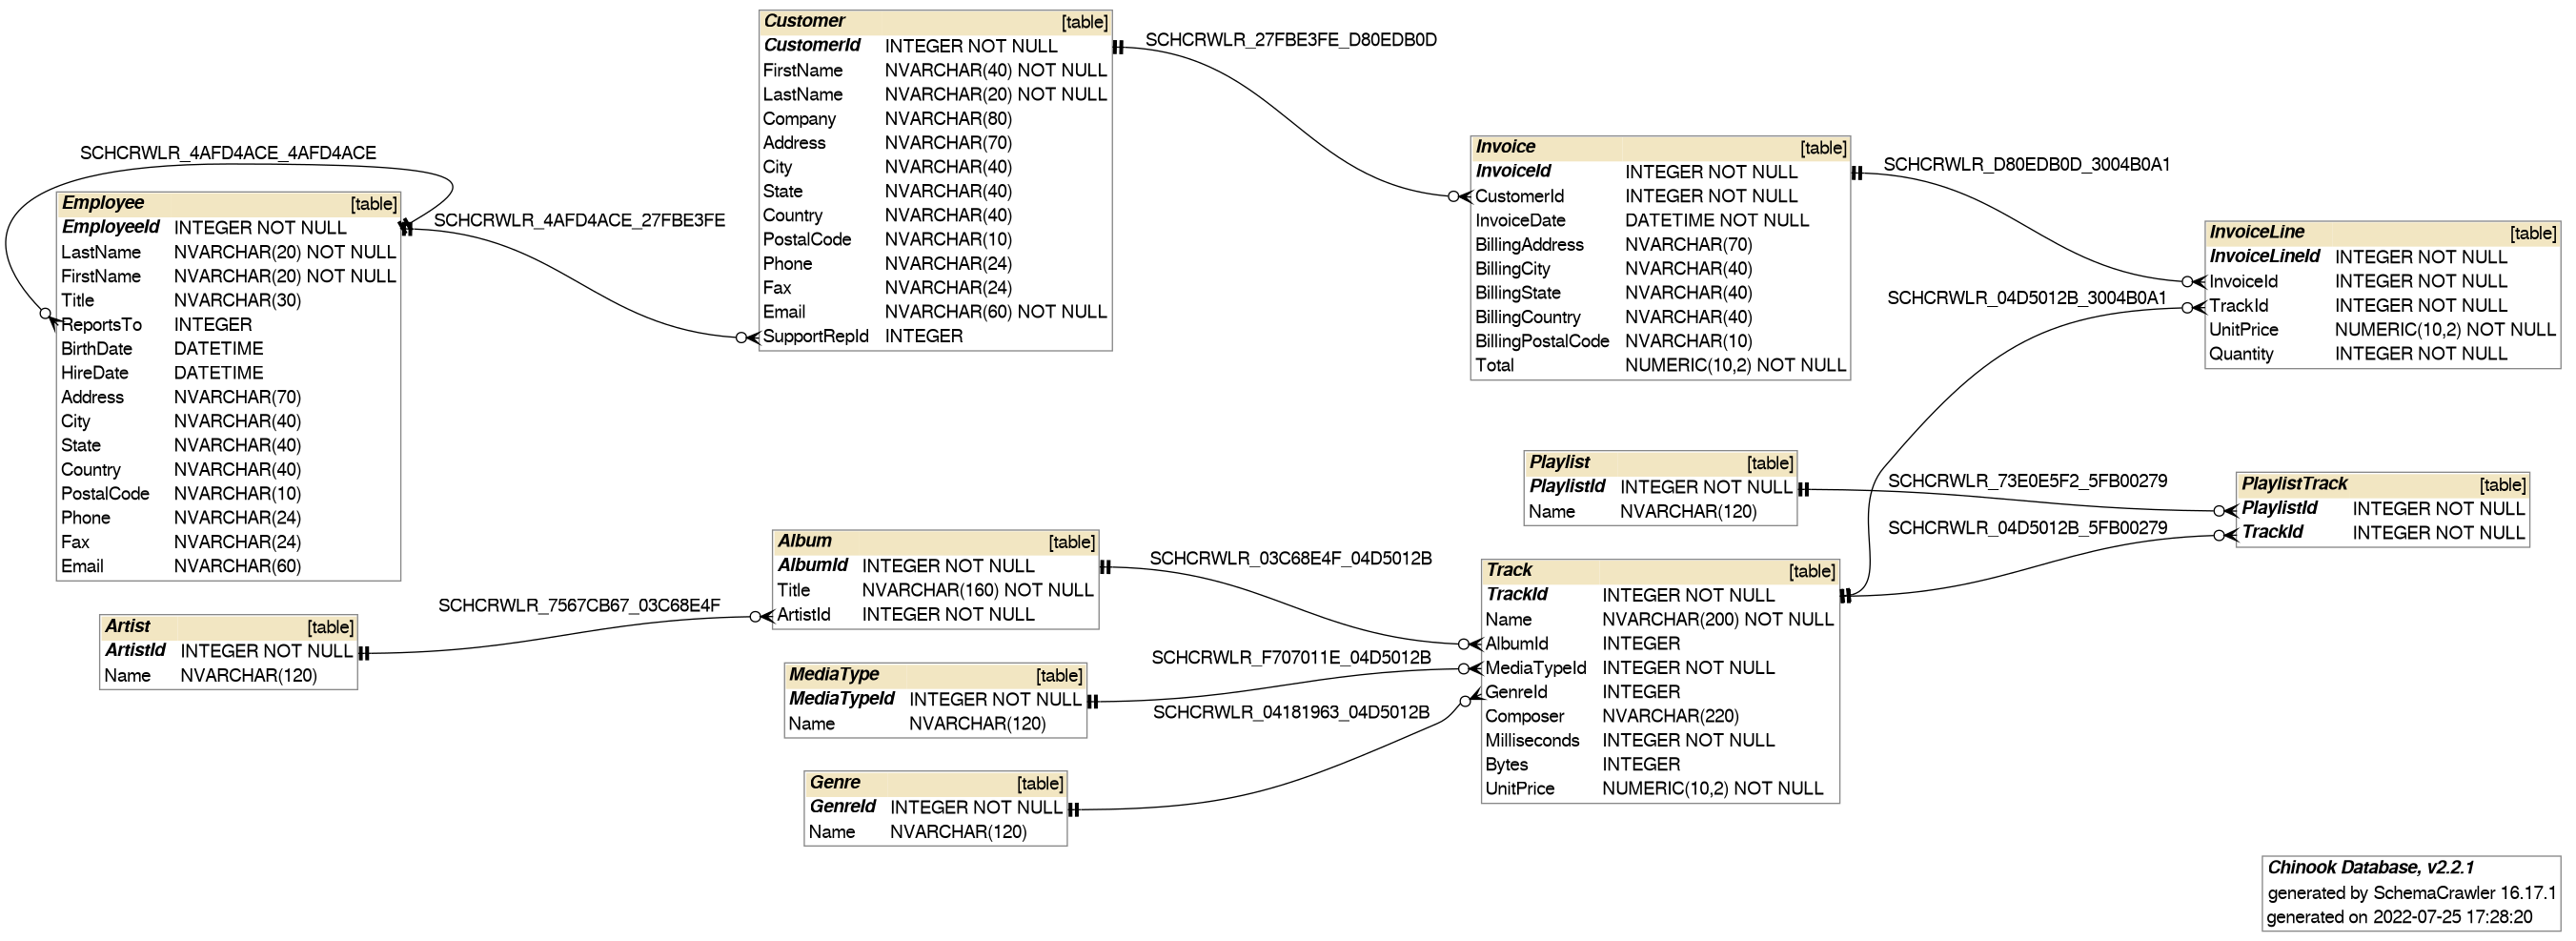 Customer [table]
CustomerId INTEGER NOT NULL
FirstName NVARCHAR(40) NOT NULL
LastName NVARCHAR(20) NOT NULL
Company NVARCHAR(80)
Address NVARCHAR(70)
City NVARCHAR(40)
State NVARCHAR(40)
Country NVARCHAR(40)
PostalCode NVARCHAR(10)
Phone NVARCHAR(24)
Fax NVARCHAR(24)
Email NVARCHAR(60) NOT NULL
SupportRepId INTEGER
SCHCRWLR_27FBE3FE_D80EDB0D
SCHCRWLR_4AFD4ACE_4AFD4ACE
Employee [table]
EmployeeId INTEGER NOT NULL
LastName NVARCHAR(20) NOT NULL
FirstName NVARCHAR(20) NOT NULL
Title NVARCHAR(30)
ReportsTo INTEGER
BirthDate DATETIME
HireDate DATETIME
Address NVARCHAR(70)
City NVARCHAR(40)
State NVARCHAR(40)
Country NVARCHAR(40)
PostalCode NVARCHAR(10)
Phone NVARCHAR(24)
Fax NVARCHAR(24)
Email NVARCHAR(60)
SCHCRWLR_4AFD4ACE_27FBE3FE
Invoice [table]
InvoiceId INTEGER NOT NULL
CustomerId INTEGER NOT NULL
InvoiceDate DATETIME NOT NULL
BillingAddress NVARCHAR(70)
BillingCity NVARCHAR(40)
BillingState NVARCHAR(40)
BillingCountry NVARCHAR(40)
BillingPostalCode NVARCHAR(10)
Total NUMERIC(10,2) NOT NULL
SCHCRWLR_D80EDB0D_3004B0A1
InvoiceLine [table]
InvoiceLineId INTEGER NOT NULL
InvoiceId INTEGER NOT NULL
TrackId INTEGER NOT NULL
UnitPrice NUMERIC(10,2) NOT NULL
Quantity INTEGER NOT NULL
SCHCRWLR_04D5012B_3004B0A1
Playlist [table]
PlaylistId INTEGER NOT NULL
Name NVARCHAR(120)
SCHCRWLR_73E0E5F2_5FB00279
PlaylistTrack [table]
PlaylistId INTEGER NOT NULL
TrackId INTEGER NOT NULL
SCHCRWLR_04D5012B_5FB00279
Album [table]
AlbumId INTEGER NOT NULL
Title NVARCHAR(160) NOT NULL
ArtistId INTEGER NOT NULL
SCHCRWLR_03C68E4F_04D5012B
Artist [table]
ArtistId INTEGER NOT NULL
Name NVARCHAR(120)
SCHCRWLR_7567CB67_03C68E4F
Track [table]
TrackId INTEGER NOT NULL
Name NVARCHAR(200) NOT NULL
AlbumId INTEGER
MediaTypeId INTEGER NOT NULL
GenreId INTEGER
Composer NVARCHAR(220)
Milliseconds INTEGER NOT NULL
Bytes INTEGER
UnitPrice NUMERIC(10,2) NOT NULL
MediaType [table]
MediaTypeId INTEGER NOT NULL
Name NVARCHAR(120)
SCHCRWLR_F707011E_04D5012B
SCHCRWLR_04181963_04D5012B
Genre [table]
GenreId INTEGER NOT NULL
Name NVARCHAR(120)
Chinook Database, v2.2.1
generated by SchemaCrawler 16.17.1
generated on 2022-07-25 17:28:20